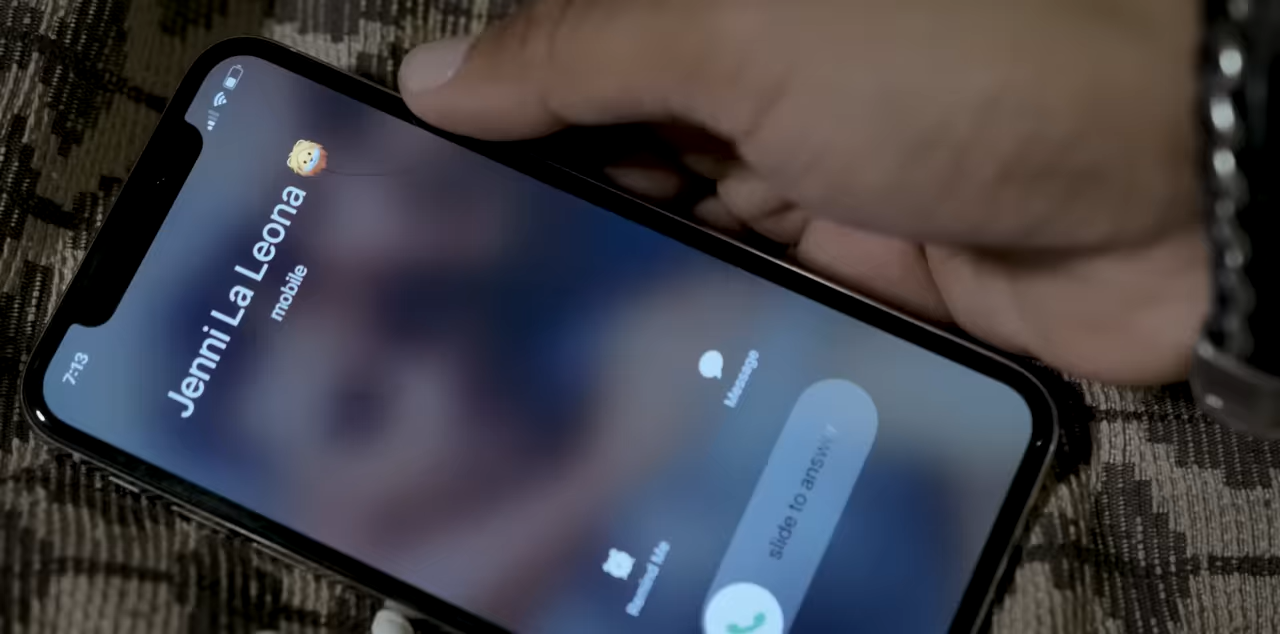 7:13
Jenni La Leona 🦁
mobile
Remind Me
Message
slide to answer